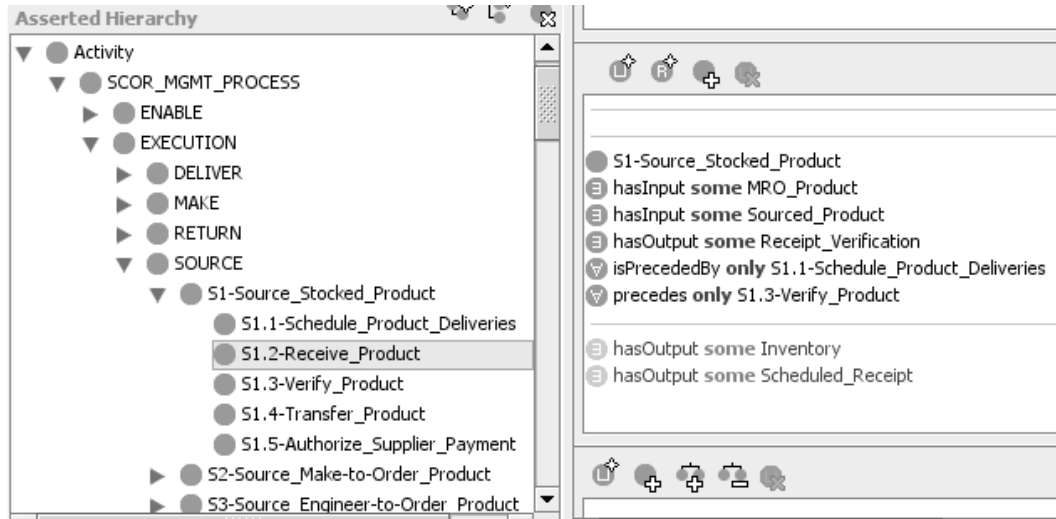 Asserted Hierarchy
Activity
SCOR_MGMT_PROCESS
ENABLE
EXECUTION
DELIVER
MAKE
RETURN
SOURCE
S1-Source_Stocked_Product
S1.1-Schedule_Product_Deliveries
S1.2-Receive_Product
S1.3-Verify_Product
S1.4-Transfer_Product
S1.5-Authorize_Supplier_Payment
S2-Source_Make-to-Order_Product
S3-Source_Engineer-to-Order_Product
S1-Source_Stocked_Product
∃ hasInput some MRO_Product
∃ hasInput some Sourced_Product
∃ hasOutput some Receipt_Verification
∀ isPrecededBy only S1.1-Schedule_Product_Deliveries
∀ precedes only S1.3-Verify_Product
∃ hasOutput some Inventory
∃ hasOutput some Scheduled_Receipt